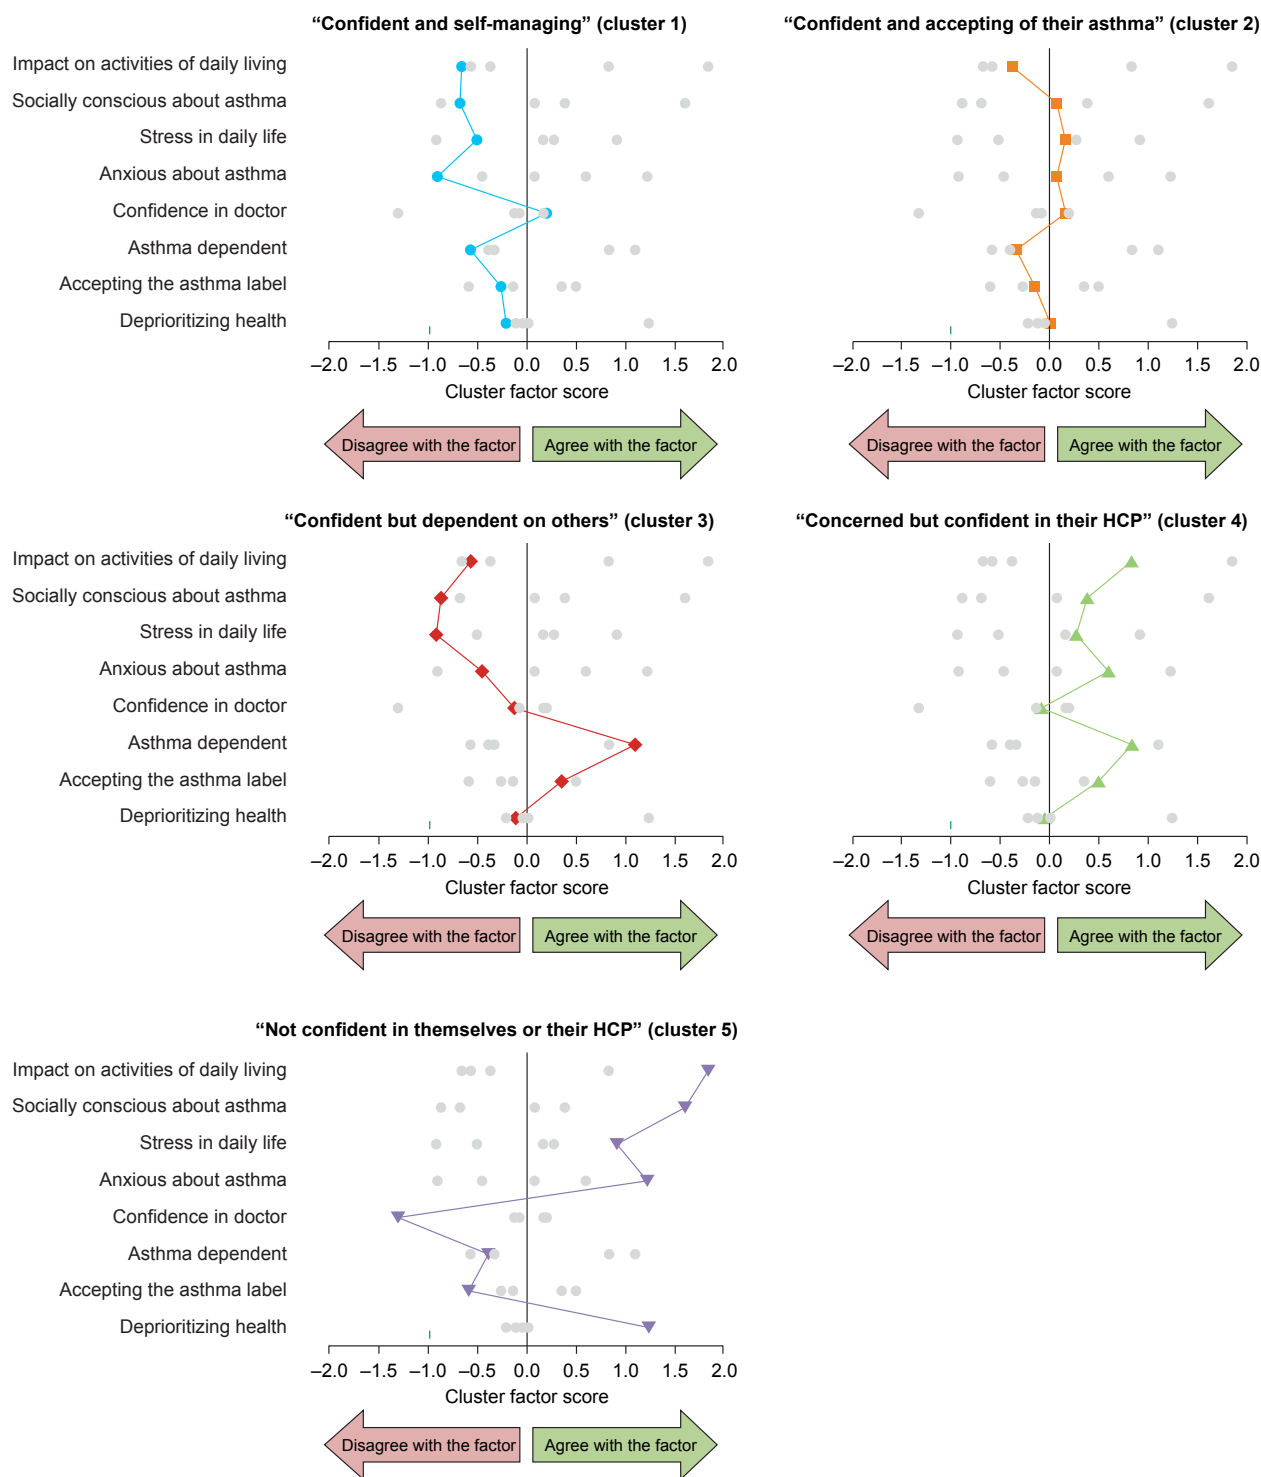 “Confident and self-managing” (cluster 1)
Impact on activities of daily living
Socially conscious about asthma
Stress in daily life
Anxious about asthma
Confidence in doctor
Asthma dependent
Accepting the asthma label
Deprioritizing health
–2.0 –1.5 –1.0 –0.5 0.0 0.5 1.0 1.5 2.0
Cluster factor score
Disagree with the factor
Agree with the factor
“Confident and accepting of their asthma” (cluster 2)
–2.0 –1.5 –1.0 –0.5 0.0 0.5 1.0 1.5 2.0
Cluster factor score
Disagree with the factor
Agree with the factor
“Confident but dependent on others” (cluster 3)
Impact on activities of daily living
Socially conscious about asthma
Stress in daily life
Anxious about asthma
Confidence in doctor
Asthma dependent
Accepting the asthma label
Deprioritizing health
–2.0 –1.5 –1.0 –0.5 0.0 0.5 1.0 1.5 2.0
Cluster factor score
Disagree with the factor
Agree with the factor
“Concerned but confident in their HCP” (cluster 4)
–2.0 –1.5 –1.0 –0.5 0.0 0.5 1.0 1.5 2.0
Cluster factor score
Disagree with the factor
Agree with the factor
“Not confident in themselves or their HCP” (cluster 5)
Impact on activities of daily living
Socially conscious about asthma
Stress in daily life
Anxious about asthma
Confidence in doctor
Asthma dependent
Accepting the asthma label
Deprioritizing health
–2.0 –1.5 –1.0 –0.5 0.0 0.5 1.0 1.5 2.0
Cluster factor score
Disagree with the factor
Agree with the factor